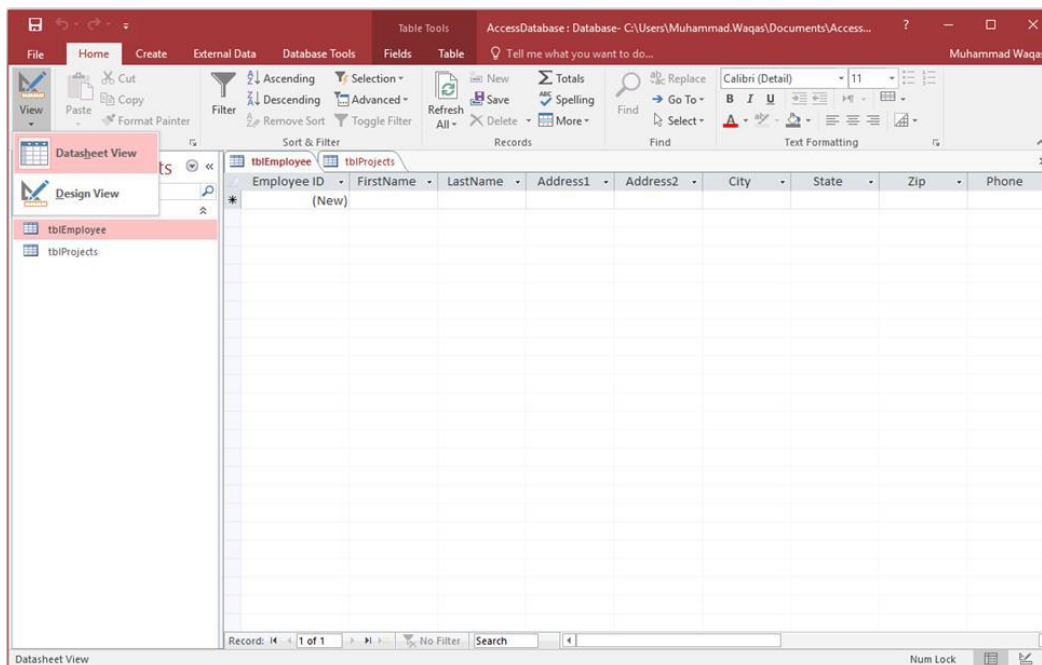 Table Tools
AccessDatabase : Database- C:\Users\Muhammad.Waqas\Documents\Access...
?
File Home Create External Data Database Tools Fields Table Tell me what you want to do... Muhammad Waqas
View
Paste
Cut
Copy
Format Painter
Filter
Ascending
Descending
Remove Sort
Selection
Advanced
Toggle Filter
Sort & Filter
Refresh
All
New
Save
Delete
Totals
Spelling
More
Records
Find
Replace
Go To
Select
Find
Calibri (Detail) 11
B I U
Text Formatting
Datasheet View
Design View
ts
tblEmployee
tblProjects
tblEmployee tblProjects
Employee ID FirstName LastName Address1 Address2 City State Zip Phone
(New)
Record: 1 of 1 No Filter Search
Datasheet View Num Lock